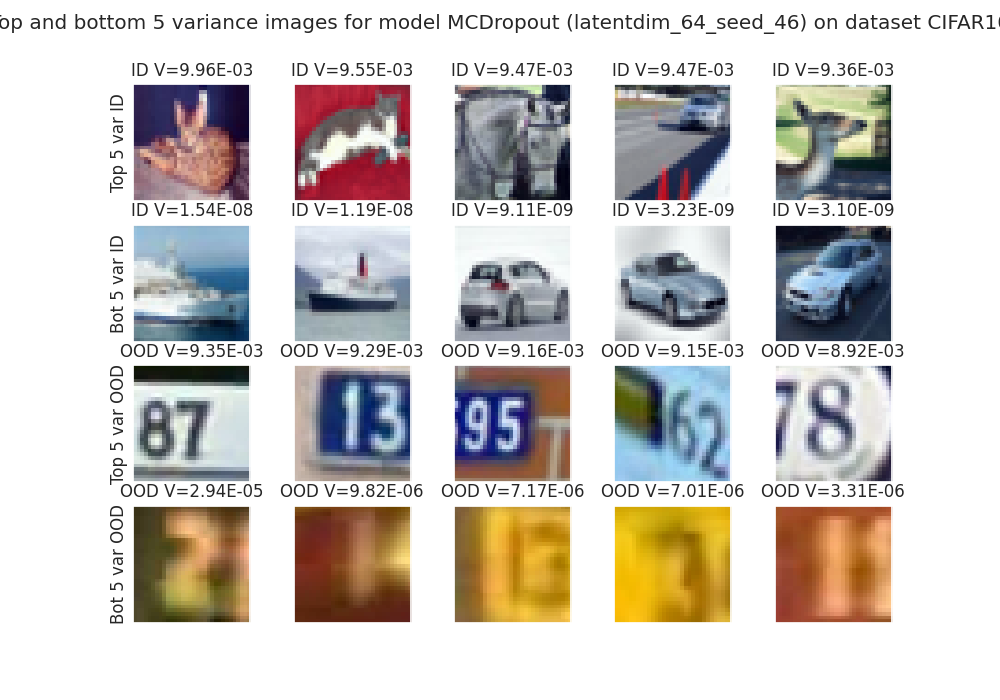 op and bottom 5 variance images for model MCDropout (latentdim_64_seed_46) on dataset CIFAR10
ID V=9.96E-03 ID V=9.55E-03 ID V=9.47E-03 ID V=9.47E-03 ID V=9.36E-03
Top 5 var ID
ID V=1.54E-08 ID V=1.19E-08 ID V=9.11E-09 ID V=3.23E-09 ID V=3.10E-09
Bot 5 var ID
OOD V=9.35E-03 OOD V=9.29E-03 OOD V=9.16E-03 OOD V=9.15E-03 OOD V=8.92E-03
Top 5 var OOD
87 13 595 62 78
OOD V=2.94E-05 OOD V=9.82E-06 OOD V=7.17E-06 OOD V=7.01E-06 OOD V=3.31E-06
Bot 5 var OOD